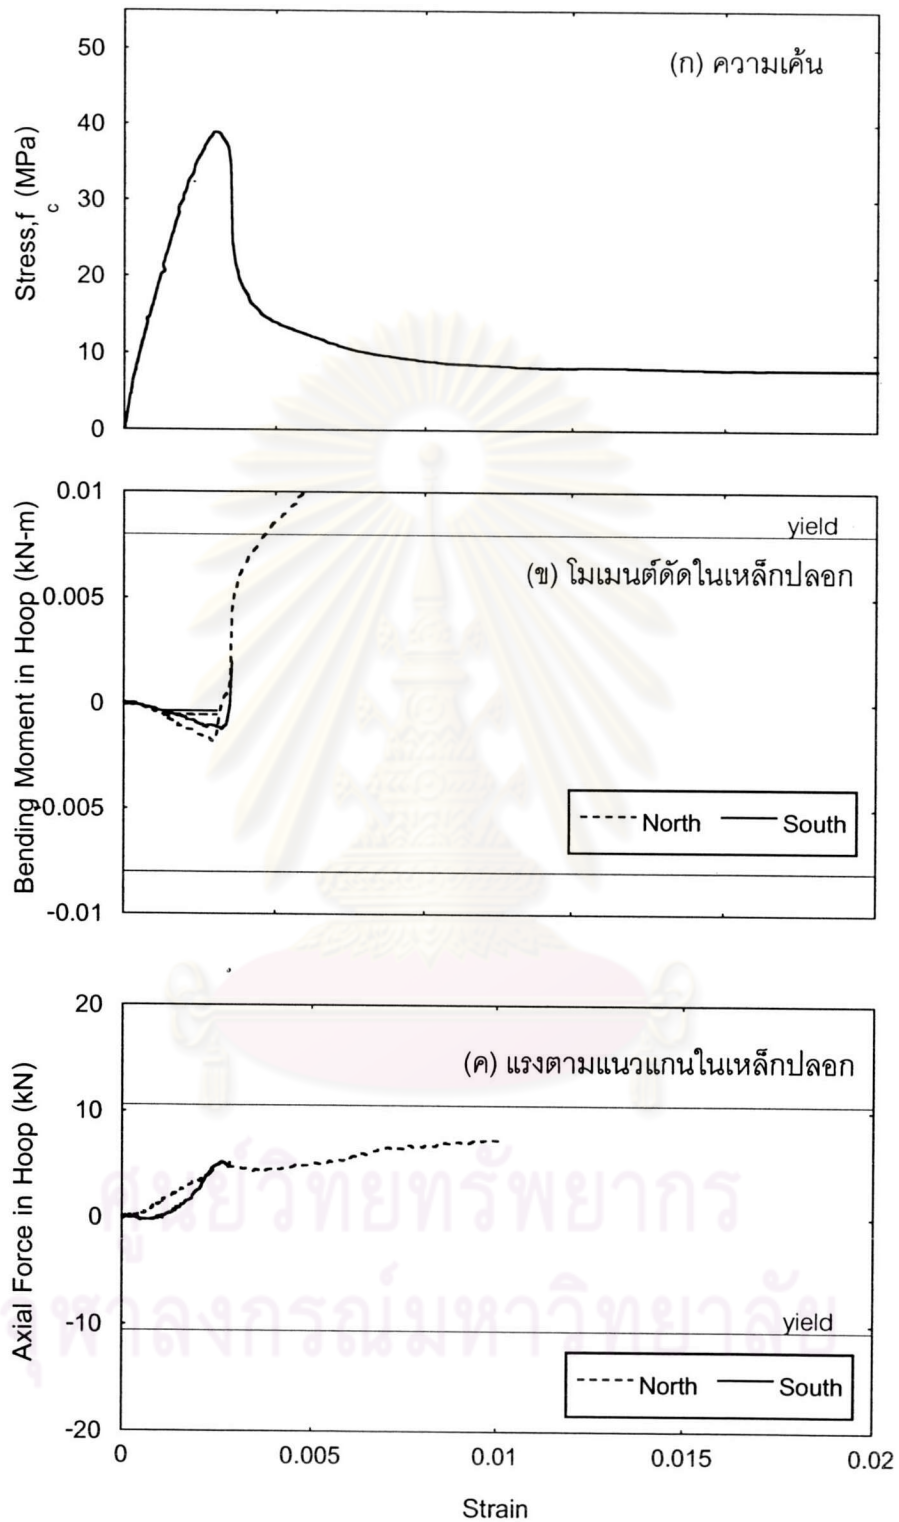 (ก) ความเค้น
Stress,f c (MPa)
50
40
30
20
10
0
0.01
yield
(ข) โมเมนต์ดัดในเหล็กปลอก
Bending Moment in Hoop (kN-m)
0.005
0
-0.005
North South
-0.01
20
(ค) แรงตามแนวแกนในเหล็กปลอก
Axial Force in Hoop (kN)
10
0
ศูนย์วิทยทรัพยากร
จุฬาลงกรณ์มหาวิทยาลัย
-10
yield
North South
-20
0 0.005 0.01 0.015 0.02
Strain